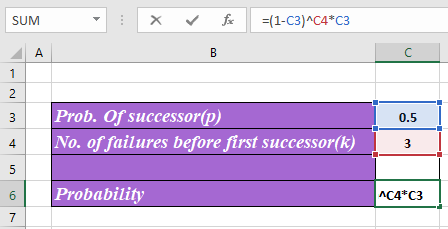 SUM
fx
=(1-C3)^C4*C3
A B C
1
2
3 Prob. Of successor(p) 0.5
4 No. of failures before first successor(k) 3
5
6 Probability ^C4*C3
7